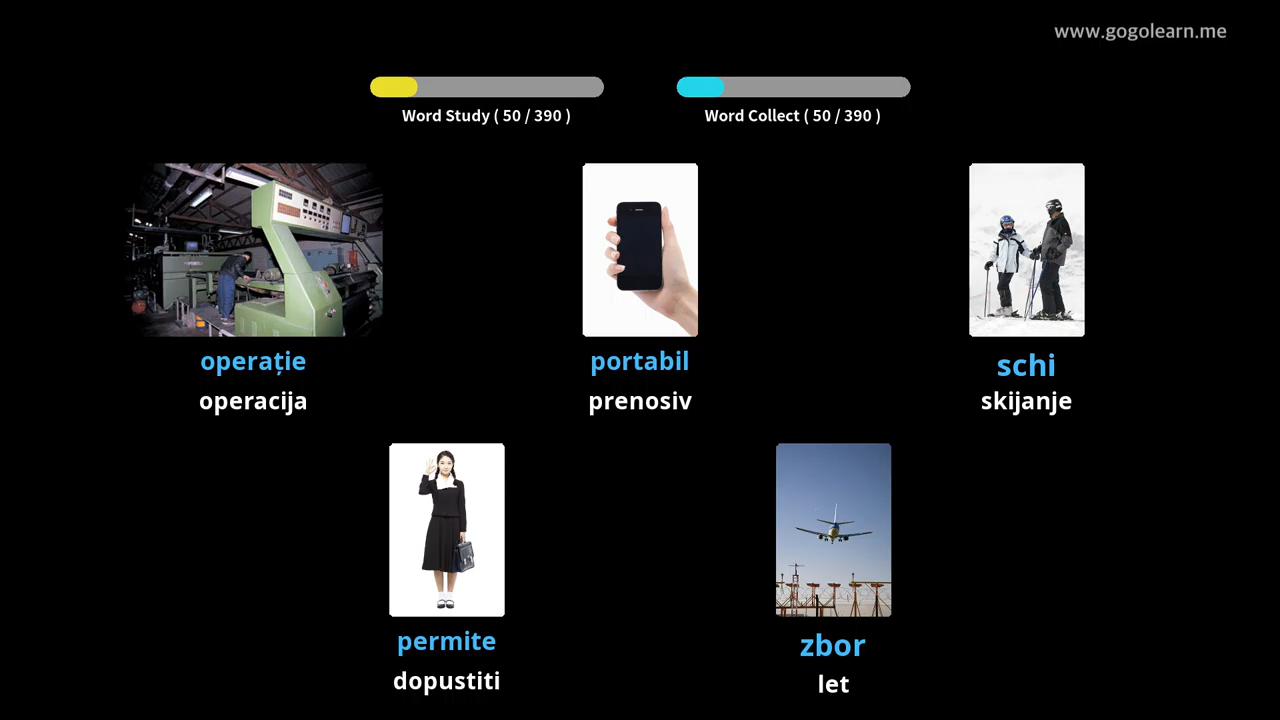 www.gogolearn.me
Word Study ( 50 / 390 )
Word Collect ( 50 / 390 )
operație
operacija
portabil
prenosiv
schi
skijanje
permite
dopustiti
zbor
let